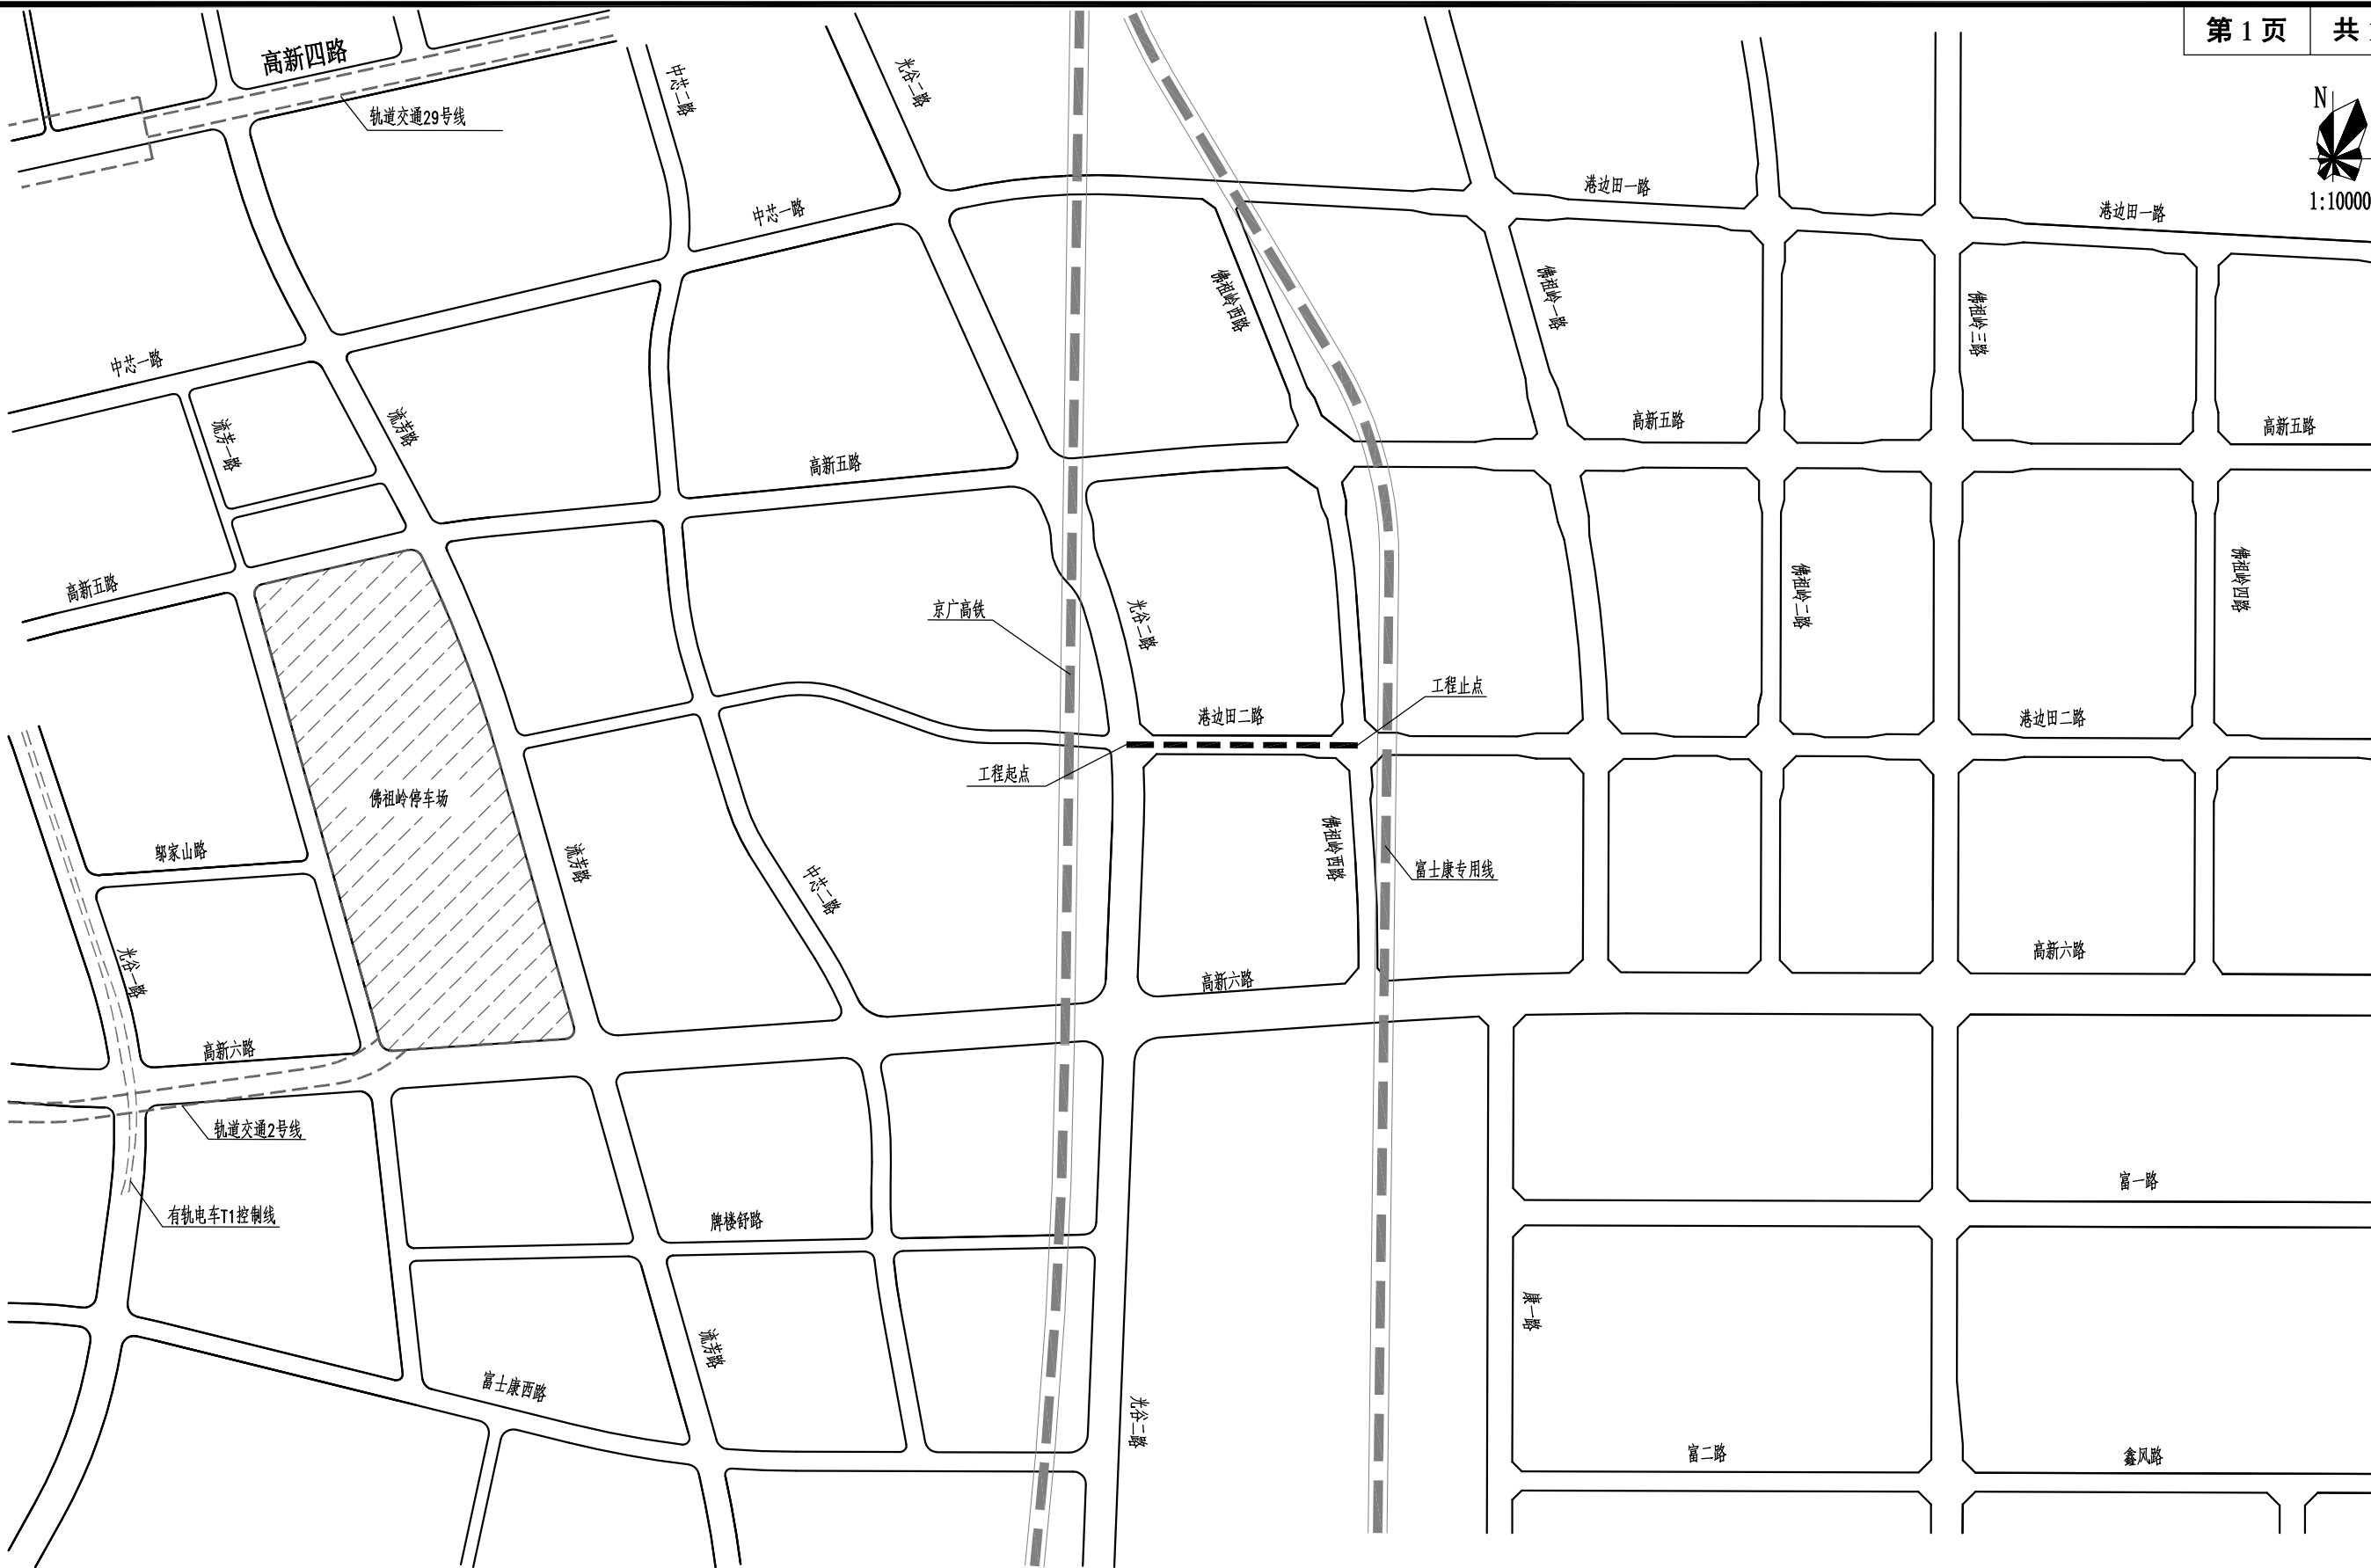 第 1 页
共
高新四路
中芯二路
光谷二路
N
轨道交通29号线
1:10000
港边田一路
港边田一路
中芯一路
佛祖岭西路
佛祖岭一路
佛祖岭三路
中芯一路
流芳一路
流芳路
高新五路
高新五路
高新五路
高新五路
佛祖岭二路
佛祖岭四路
京广高铁
光谷二路
工程止点
港边田二路
港边田二路
工程起点
佛祖岭停车场
邬家山路
流芳路
中芯二路
佛祖岭西路
富士康专用线
光谷一路
高新六路
高新六路
高新六路
轨道交通2号线
有轨电车T1控制线
牌楼舒路
富一路
康一路
流芳路
富士康西路
光谷二路
富二路
鑫风路
高新五路